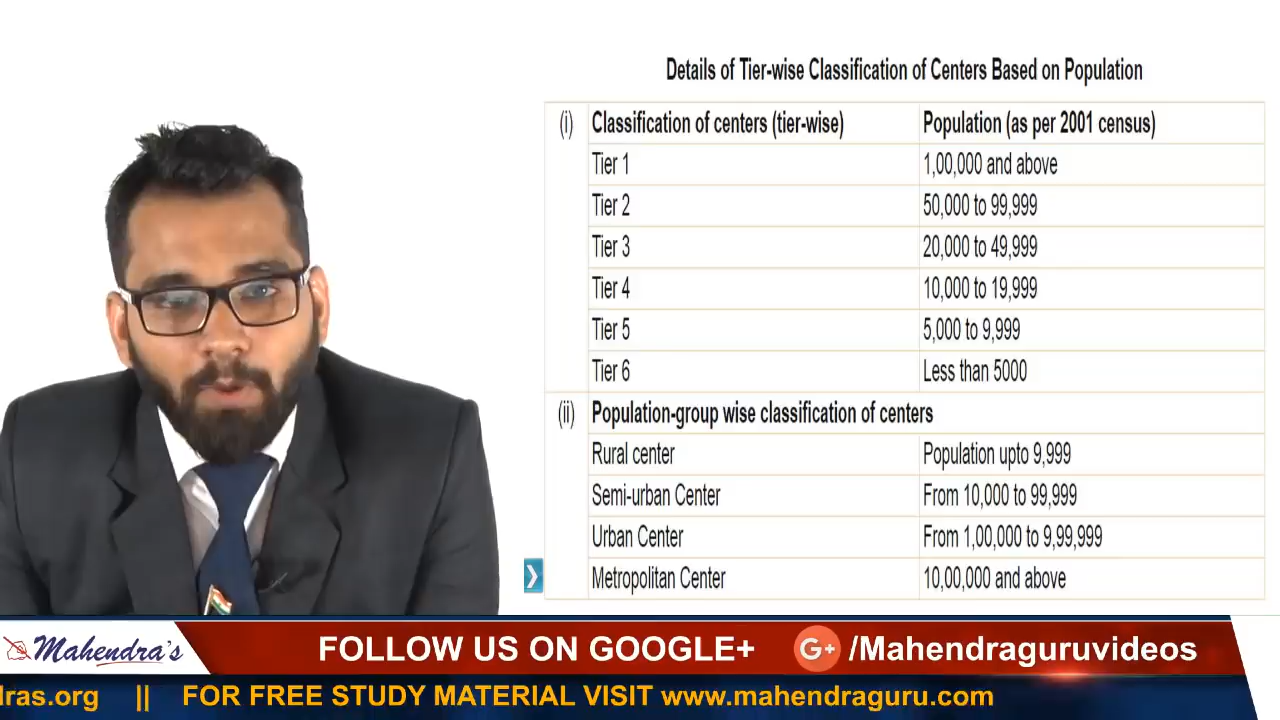 Details of Tier-wise Classification of Centers Based on Population
(i) Classification of centers (tier-wise) Population (as per 2001 census)
Tier 1 1,00,000 and above
Tier 2 50,000 to 99,999
Tier 3 20,000 to 49,999
Tier 4 10,000 to 19,999
Tier 5 5,000 to 9,999
Tier 6 Less than 5000
(ii) Population-group wise classification of centers
Rural center Population upto 9,999
Semi-urban Center From 10,000 to 99,999
Urban Center From 1,00,000 to 9,99,999
Metropolitan Center 10,00,000 and above
Mahendra's FOLLOW US ON GOOGLE+ G+ /Mahendraguruvideos
dras.org || FOR FREE STUDY MATERIAL VISIT www.mahendraguru.com